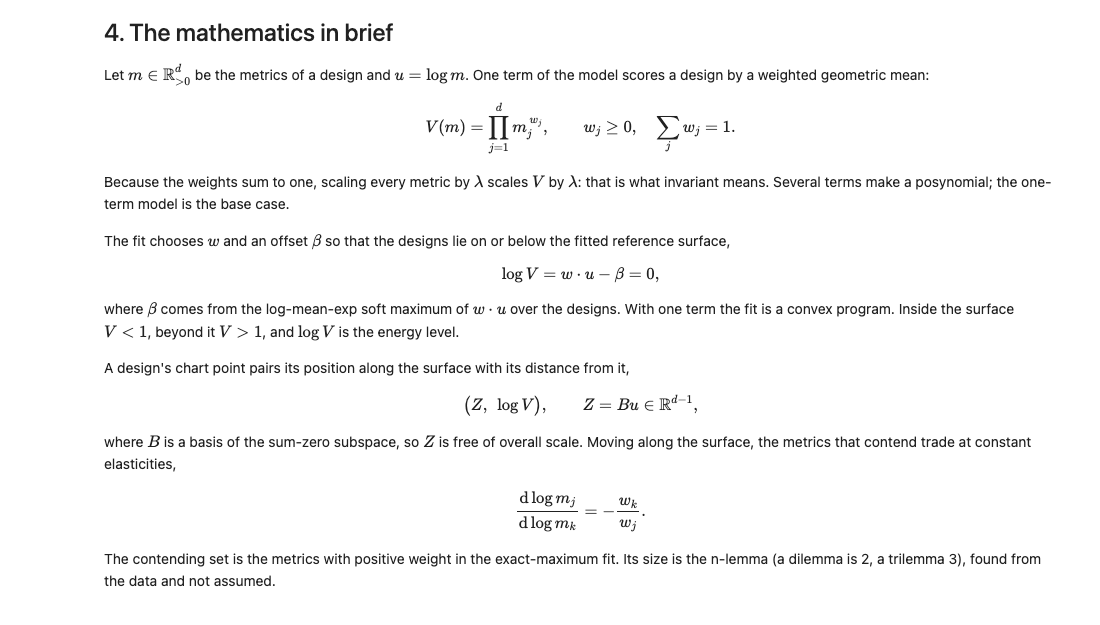 4. The mathematics in brief
Let m ∈ ℝ^d_{>0} be the metrics of a design and u = log m. One term of the model scores a design by a weighted geometric mean:
V(m) = ∏_{j=1}^{d} m_j^{w_j}, w_j ≥ 0, ∑_j w_j = 1.
Because the weights sum to one, scaling every metric by λ scales V by λ: that is what invariant means. Several terms make a posynomial; the one-
term model is the base case.
The fit chooses w and an offset β so that the designs lie on or below the fitted reference surface,
log V = w · u − β = 0,
where β comes from the log-mean-exp soft maximum of w · u over the designs. With one term the fit is a convex program. Inside the surface
V < 1, beyond it V > 1, and log V is the energy level.
A design's chart point pairs its position along the surface with its distance from it,
(Z, log V), Z = Bu ∈ ℝ^{d−1},
where B is a basis of the sum-zero subspace, so Z is free of overall scale. Moving along the surface, the metrics that contend trade at constant
elasticities,
d log m_j / d log m_k = − w_k / w_j.
The contending set is the metrics with positive weight in the exact-maximum fit. Its size is the n-lemma (a dilemma is 2, a trilemma 3), found from
the data and not assumed.